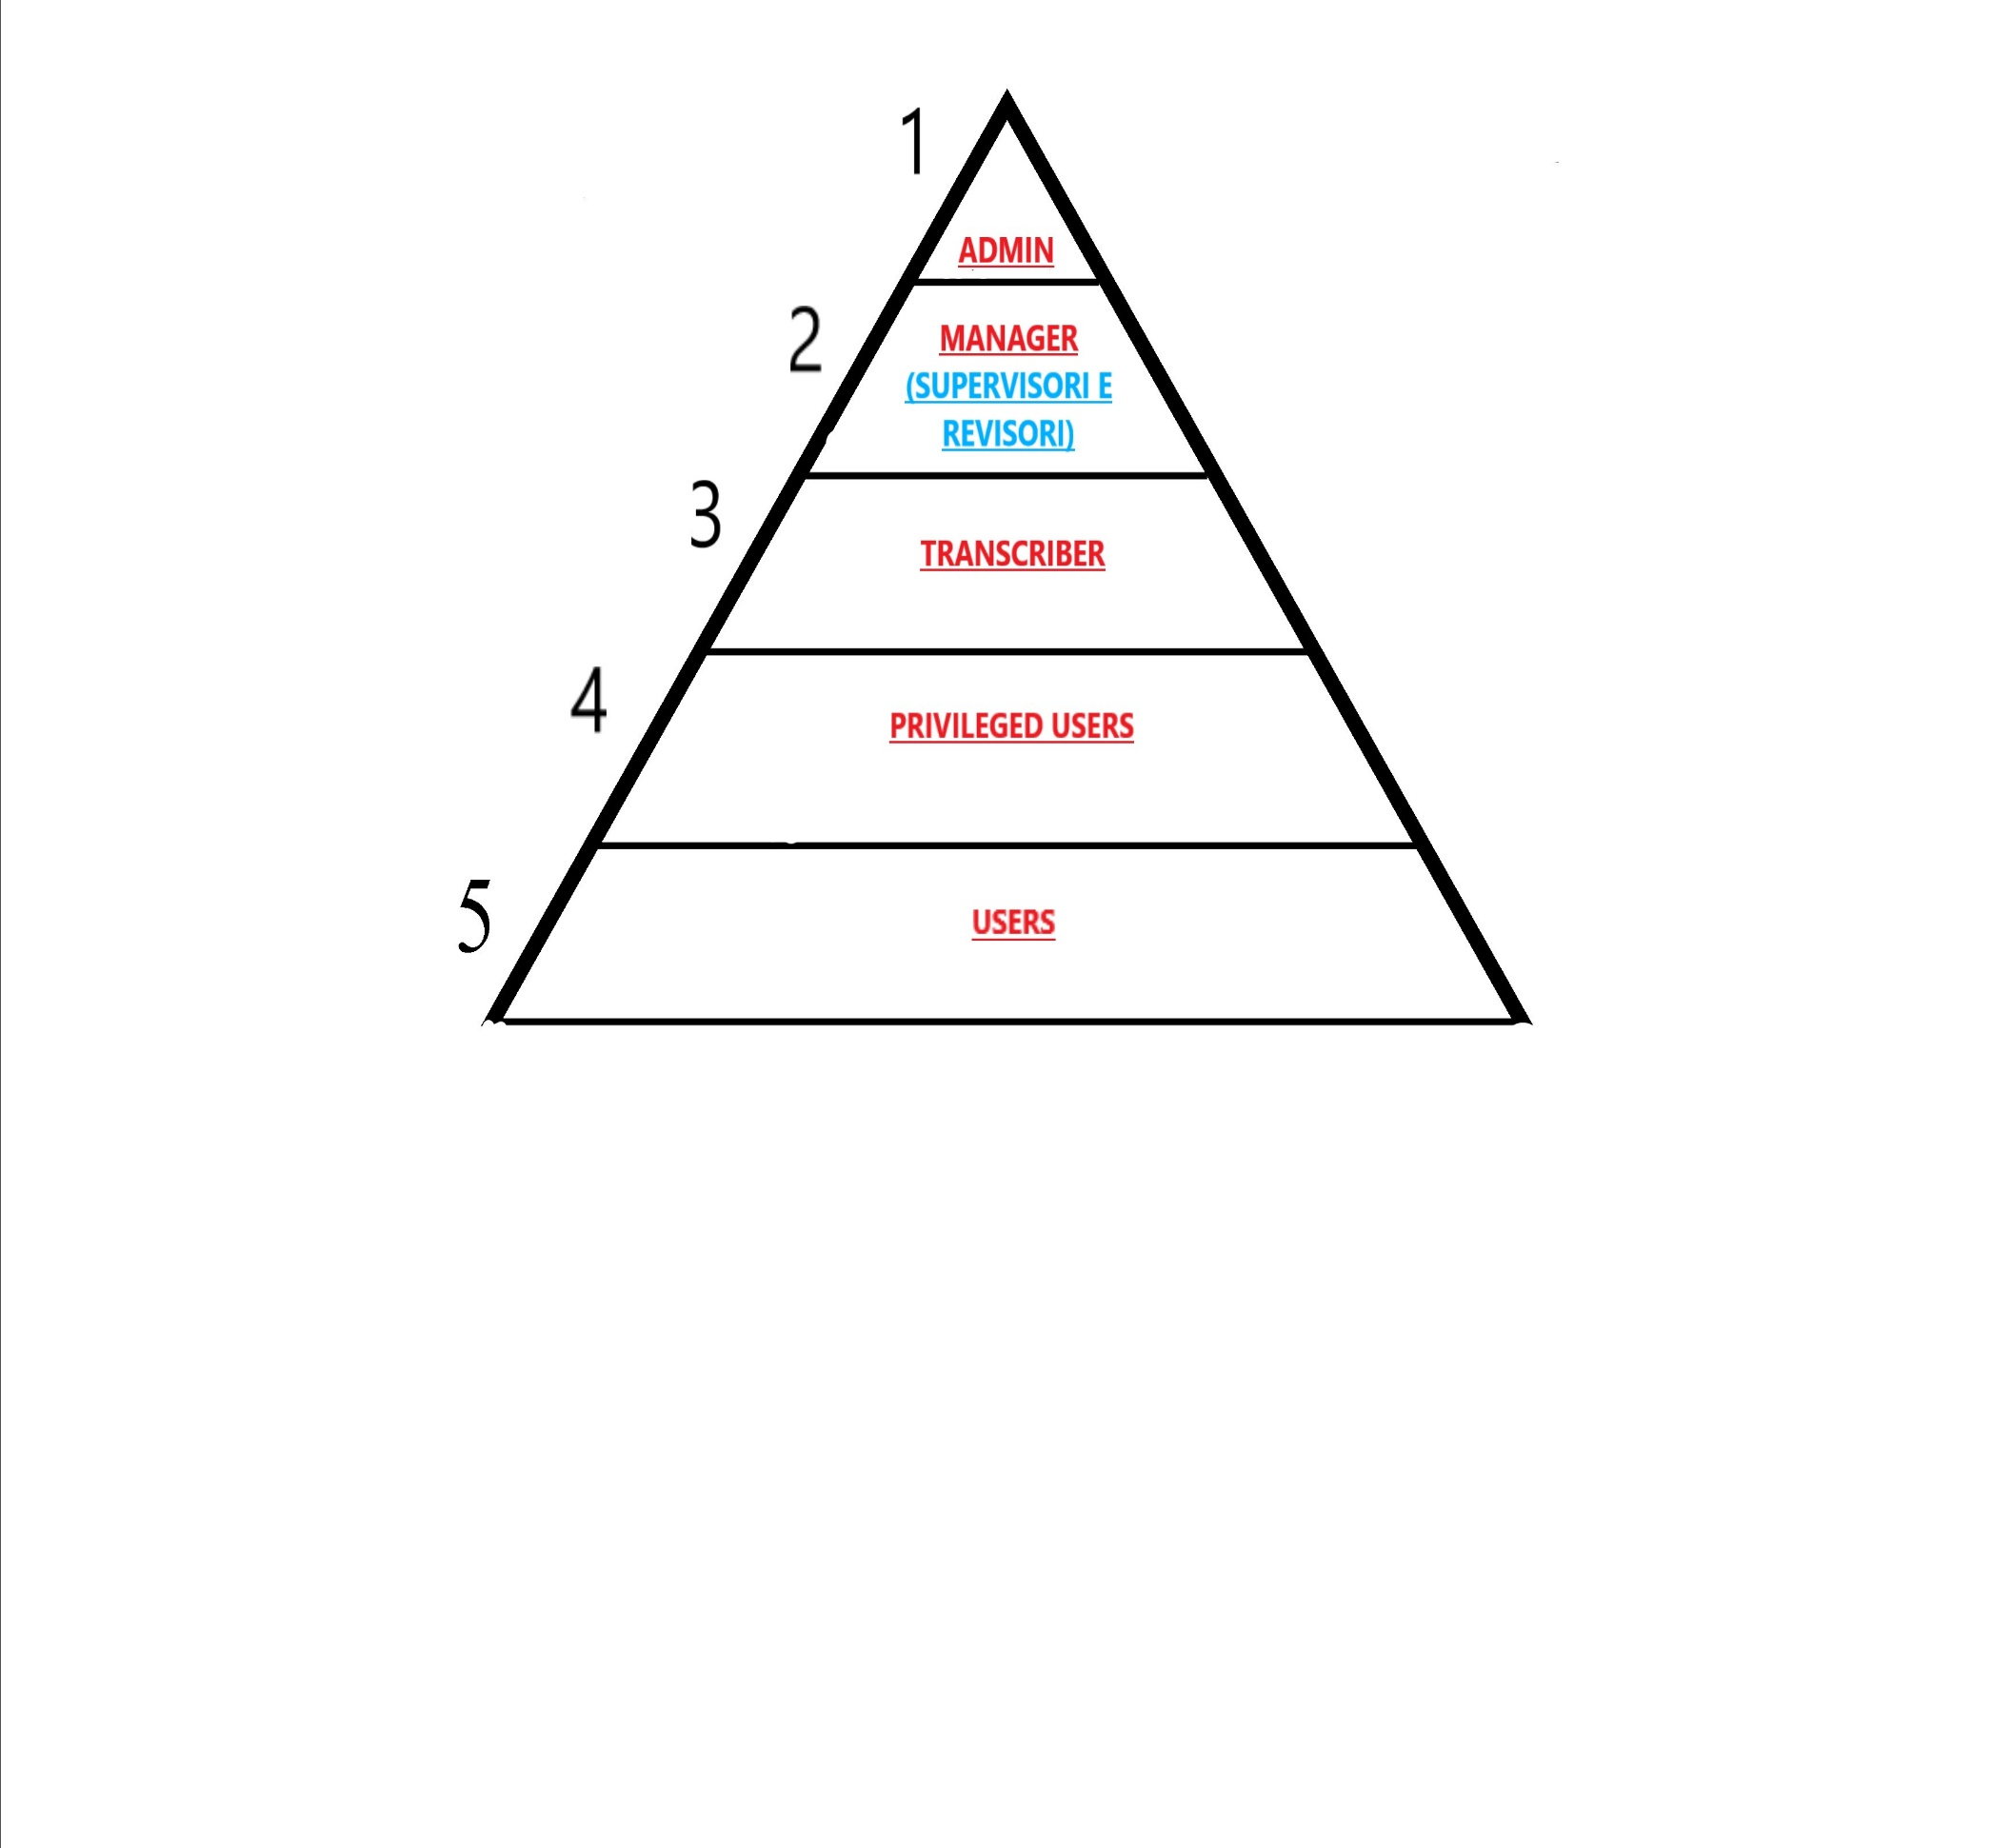 1
ADMIN
2
MANAGER
(SUPERVISORI E
REVISORI)
3
TRANSCRIBER
4
PRIVILEGED USERS
5
USERS